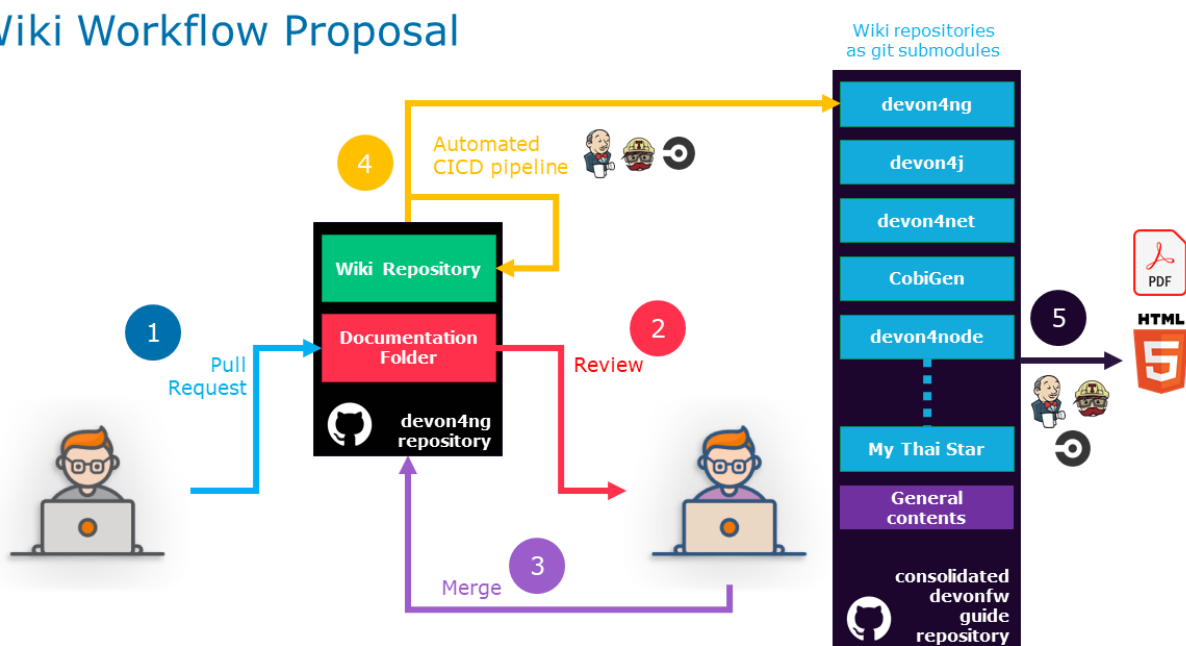 Wiki Workflow Proposal
Wiki repositories
as git submodules
devon4ng
4
Automated
CICD pipeline
devon4j
devon4net
Wiki Repository
CobiGen
PDF
1
2
5
HTML
Documentation
Folder
devon4node
Pull
Request
Review
devon4ng
repository
My Thai Star
General
contents
3
Merge
consolidated
devonfw
guide
repository